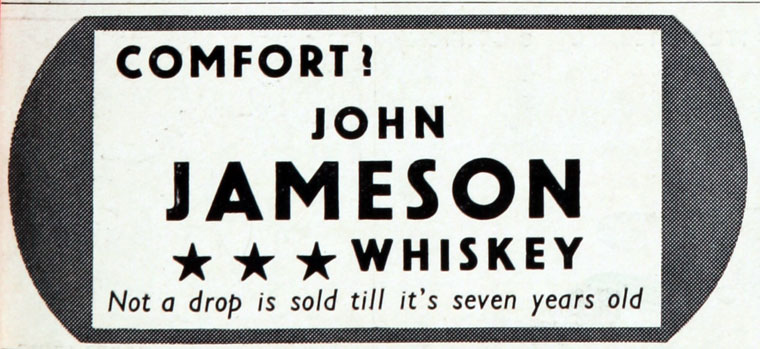 COMFORT?
JOHN
JAMESON
★ ★ ★ WHISKEY
Not a drop is sold till it's seven years old